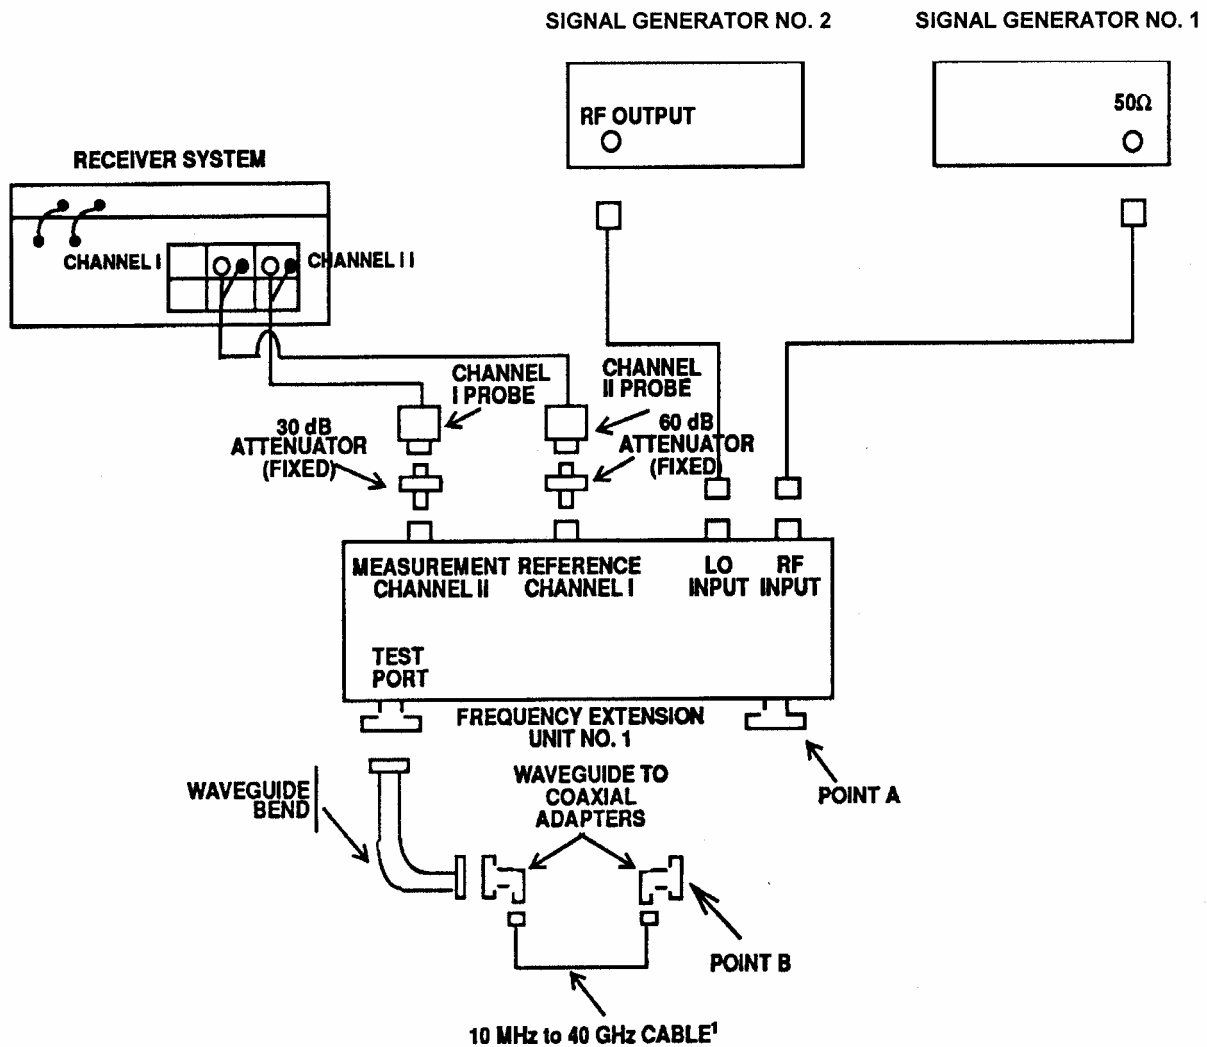 SIGNAL GENERATOR NO. 2
SIGNAL GENERATOR NO. 1
RF OUTPUT
50Ω
RECEIVER SYSTEM
CHANNEL I
CHANNEL I I
CHANNEL
I PROBE
CHANNEL
II PROBE
30 dB
ATTENUATOR
(FIXED)
60 dB
ATTENUATOR
(FIXED)
MEASUREMENT
CHANNEL II
REFERENCE
CHANNEL I
LO
INPUT
RF
INPUT
TEST
PORT
FREQUENCY EXTENSION
UNIT NO. 1
WAVEGUIDE
BEND
WAVEGUIDE TO
COAXIAL
ADAPTERS
POINT A
POINT B
10 MHz to 40 GHz CABLE¹